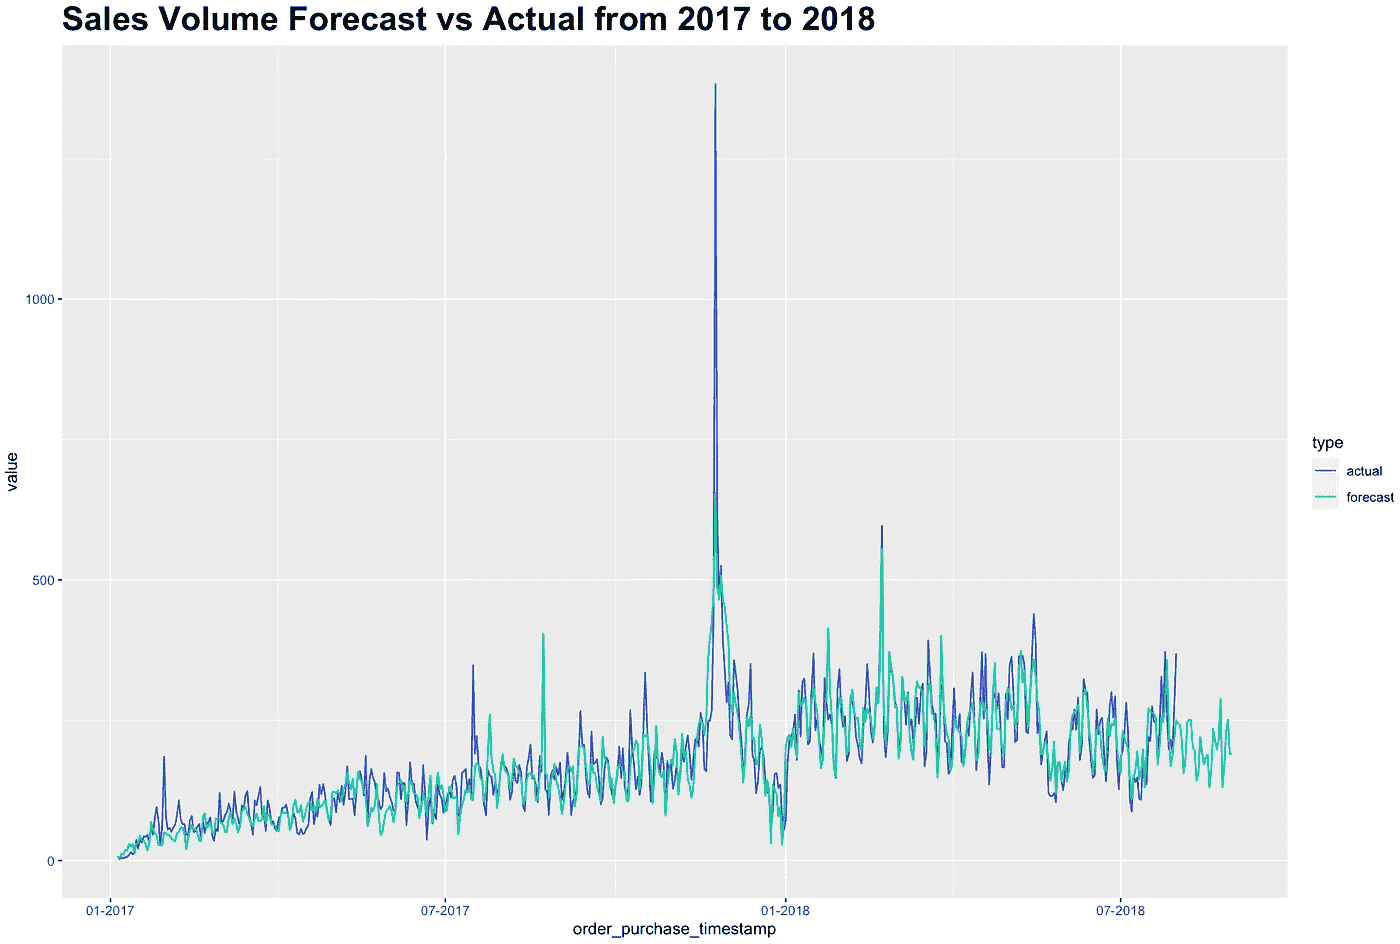 Sales Volume Forecast vs Actual from 2017 to 2018
1000
500
0
value
01-2017
07-2017
01-2018
07-2018
order_purchase_timestamp
type
actual
forecast